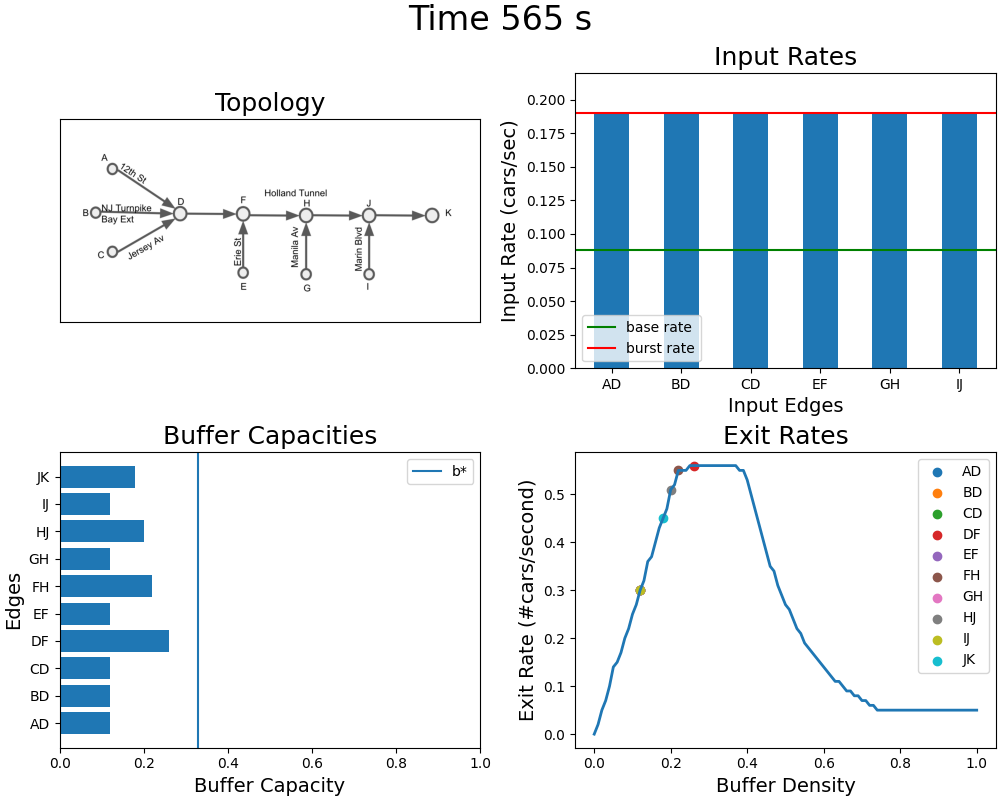 Time 565 s
Topology
A
12th St
B
NJ Turnpike
Bay Ext
C
Jersey Av
D
F
Holland Tunnel
H
J
K
Erie St
Manila Av
Marin Blvd
E
G
I
Input Rates
Input Rate (cars/sec)
0.200
0.175
0.150
0.125
0.100
0.075
0.050
0.025
0.000
base rate
burst rate
AD BD CD EF GH IJ
Input Edges
Buffer Capacities
Edges
JK
IJ
HJ
GH
FH
EF
DF
CD
BD
AD
b*
0.0 0.2 0.4 0.6 0.8 1.0
Buffer Capacity
Exit Rates
Exit Rate (#cars/second)
0.5
0.4
0.3
0.2
0.1
0.0
AD
BD
CD
DF
EF
FH
GH
HJ
IJ
JK
0.0 0.2 0.4 0.6 0.8 1.0
Buffer Density